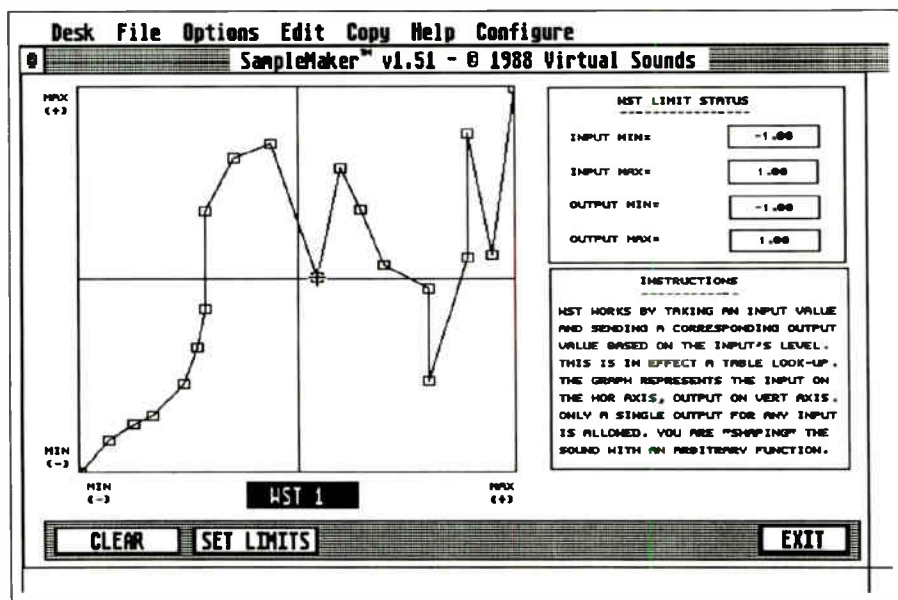 Desk File Options Edit Copy Help Configure
SampleMaker™ v1.51 - © 1988 Virtual Sounds
MAX
(+)
MIN
(-)
MIN
(-)
MAX
(+)
WST 1
WST LIMIT STATUS
INPUT MIN= -1.00
INPUT MAX= 1.00
OUTPUT MIN= -1.00
OUTPUT MAX= 1.00
INSTRUCTIONS
WST WORKS BY TAKING AN INPUT VALUE
AND SENDING A CORRESPONDING OUTPUT
VALUE BASED ON THE INPUT'S LEVEL.
THIS IS IN EFFECT A TABLE LOOK-UP.
THE GRAPH REPRESENTS THE INPUT ON
THE HOR AXIS, OUTPUT ON VERT AXIS.
ONLY A SINGLE OUTPUT FOR ANY INPUT
IS ALLOWED. YOU ARE "SHAPING" THE
SOUND WITH AN ARBITRARY FUNCTION.
CLEAR SET LIMITS EXIT